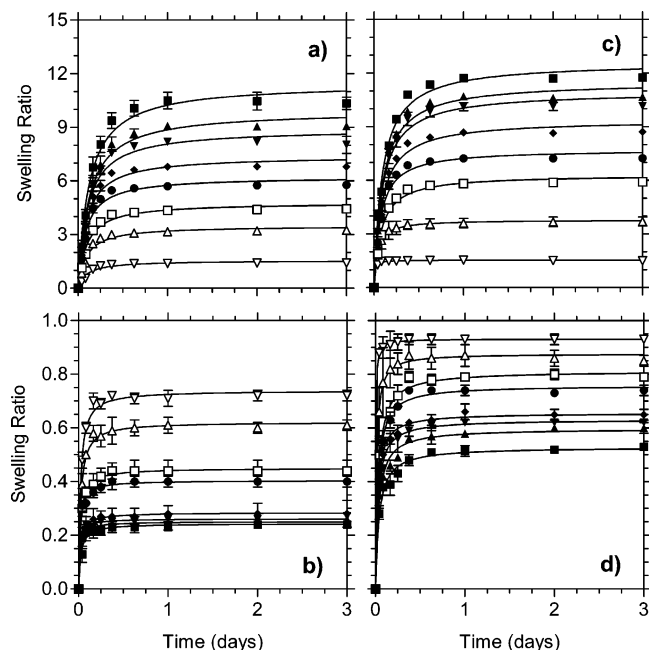 15
12
9
6
3
0
Swelling Ratio
a)
c)
1.0
0.8
0.6
0.4
0.2
0.0
Swelling Ratio
b)
d)
0 1 2 3 0 1 2 3
Time (days) Time (days)